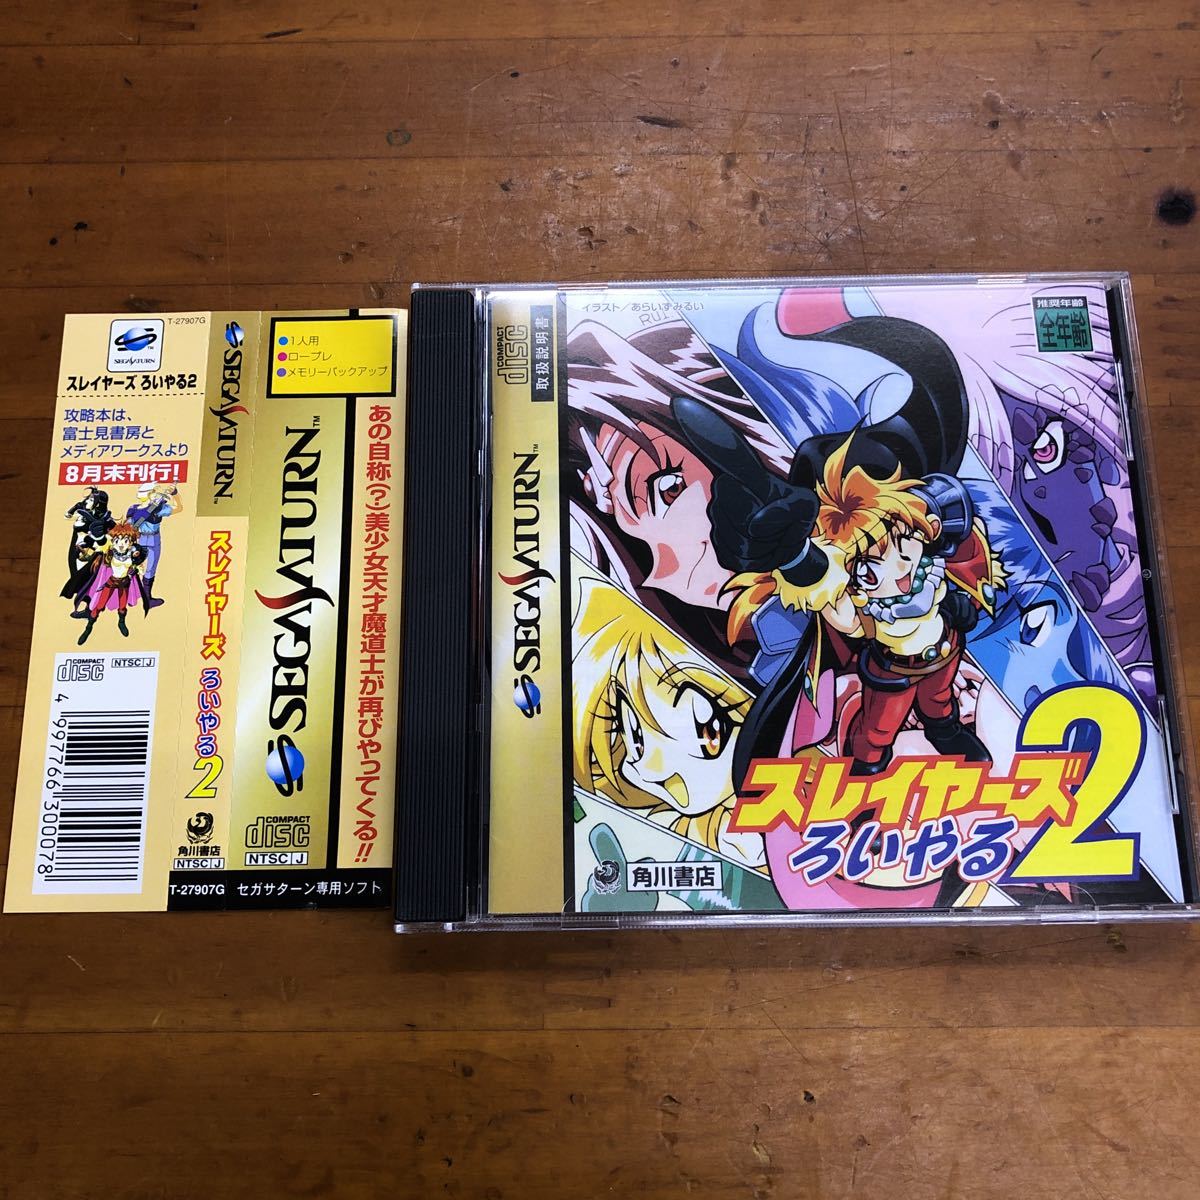 T-27907G
SEGA SATURN™
スレイヤーズ ろいやる2
攻略本は、
富士見書房と
メディアワークスより
8月末刊行!
COMPACT
disc
NTSC J
4 997766 300078
SEGA SATURN™
スレイヤーズ ろいやる2
角川書店
NTSC J
T-27907G
1人用
ロープレ
メモリーバックアップ
SEGA SATURN™
COMPACT
disc
NTSC J
セガサターン専用ソフト
あの自称(?)美少女天才魔道士が再びやってくる!!
COMPACT
disc
取扱説明書
SEGA SATURN™
イラスト/あらいずみるい
RUI
推奨年齢
全年齢
スレイヤーズ
ろいやる
2
角川書店